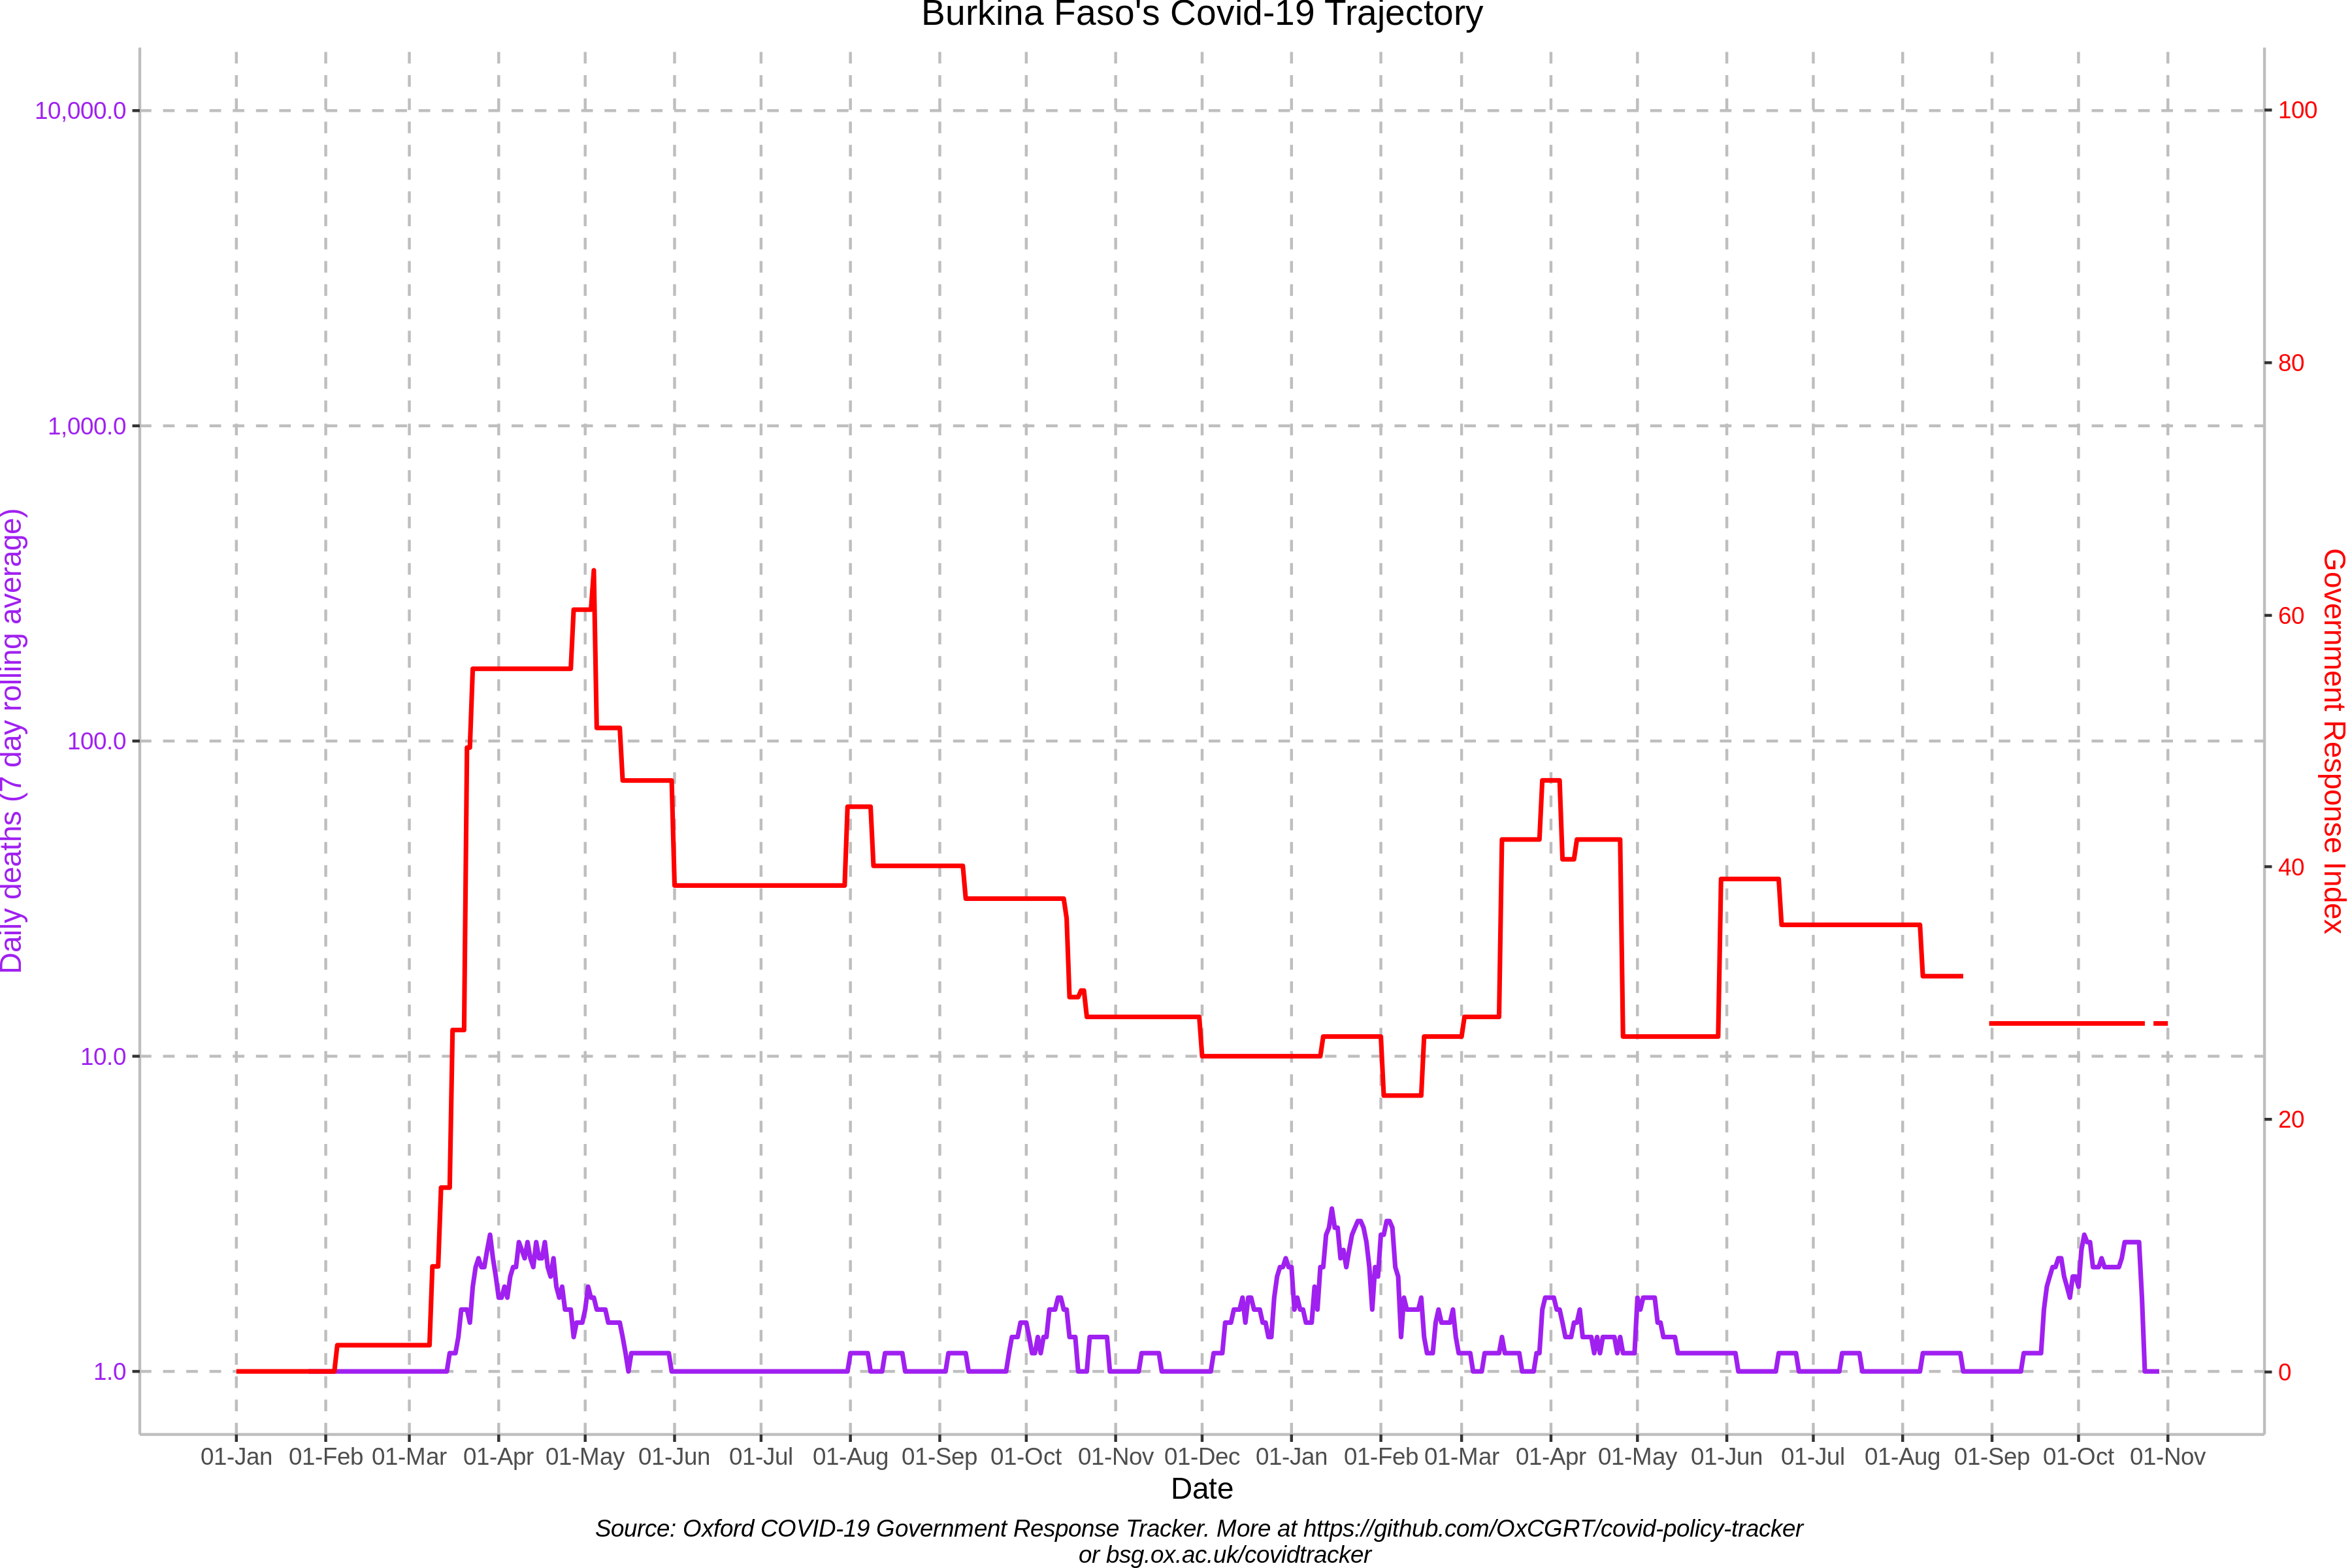 Burkina Faso's Covid-19 Trajectory
10,000.0
1,000.0
100.0
10.0
1.0
Daily deaths (7 day rolling average)
100
80
60
40
20
0
Government Response Index
01-Jan 01-Feb 01-Mar 01-Apr 01-May 01-Jun 01-Jul 01-Aug 01-Sep 01-Oct 01-Nov 01-Dec 01-Jan 01-Feb 01-Mar 01-Apr 01-May 01-Jun 01-Jul 01-Aug 01-Sep 01-Oct 01-Nov
Date
Source: Oxford COVID-19 Government Response Tracker. More at https://github.com/OxCGRT/covid-policy-tracker
or bsg.ox.ac.uk/covidtracker